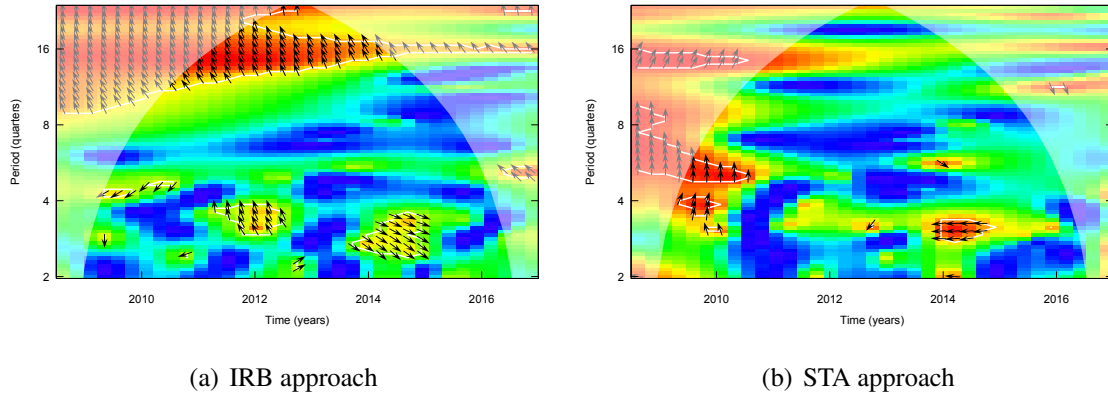 16
8
4
2
Period (quarters)
2010 2012 2014 2016
Time (years)
(a) IRB approach
16
8
4
2
Period (quarters)
2010 2012 2014 2016
Time (years)
(b) STA approach